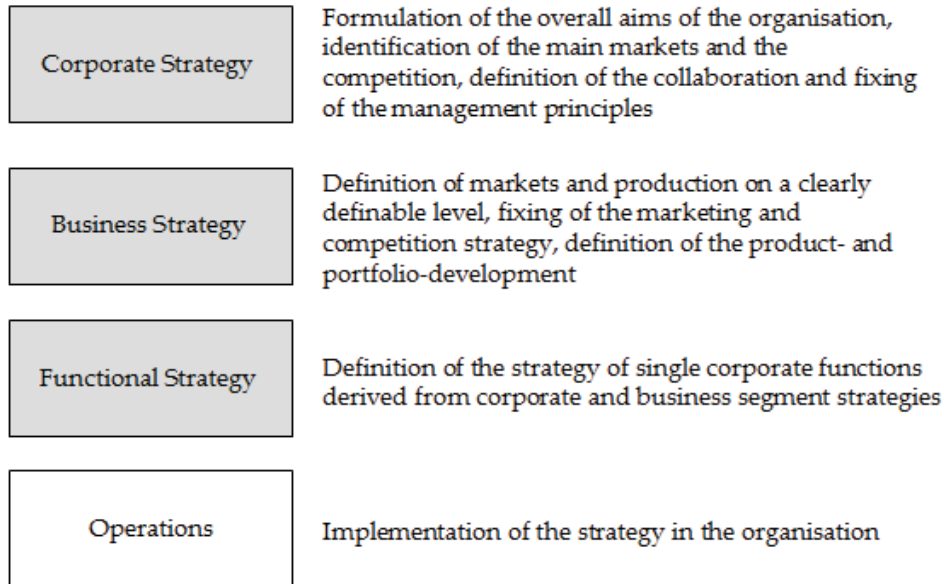 Corporate Strategy
Formulation of the overall aims of the organisation,
identification of the main markets and the
competition, definition of the collaboration and fixing
of the management principles
Business Strategy
Definition of markets and production on a clearly
definable level, fixing of the marketing and
competition strategy, definition of the product- and
portfolio-development
Functional Strategy
Definition of the strategy of single corporate functions
derived from corporate and business segment strategies
Operations
Implementation of the strategy in the organisation